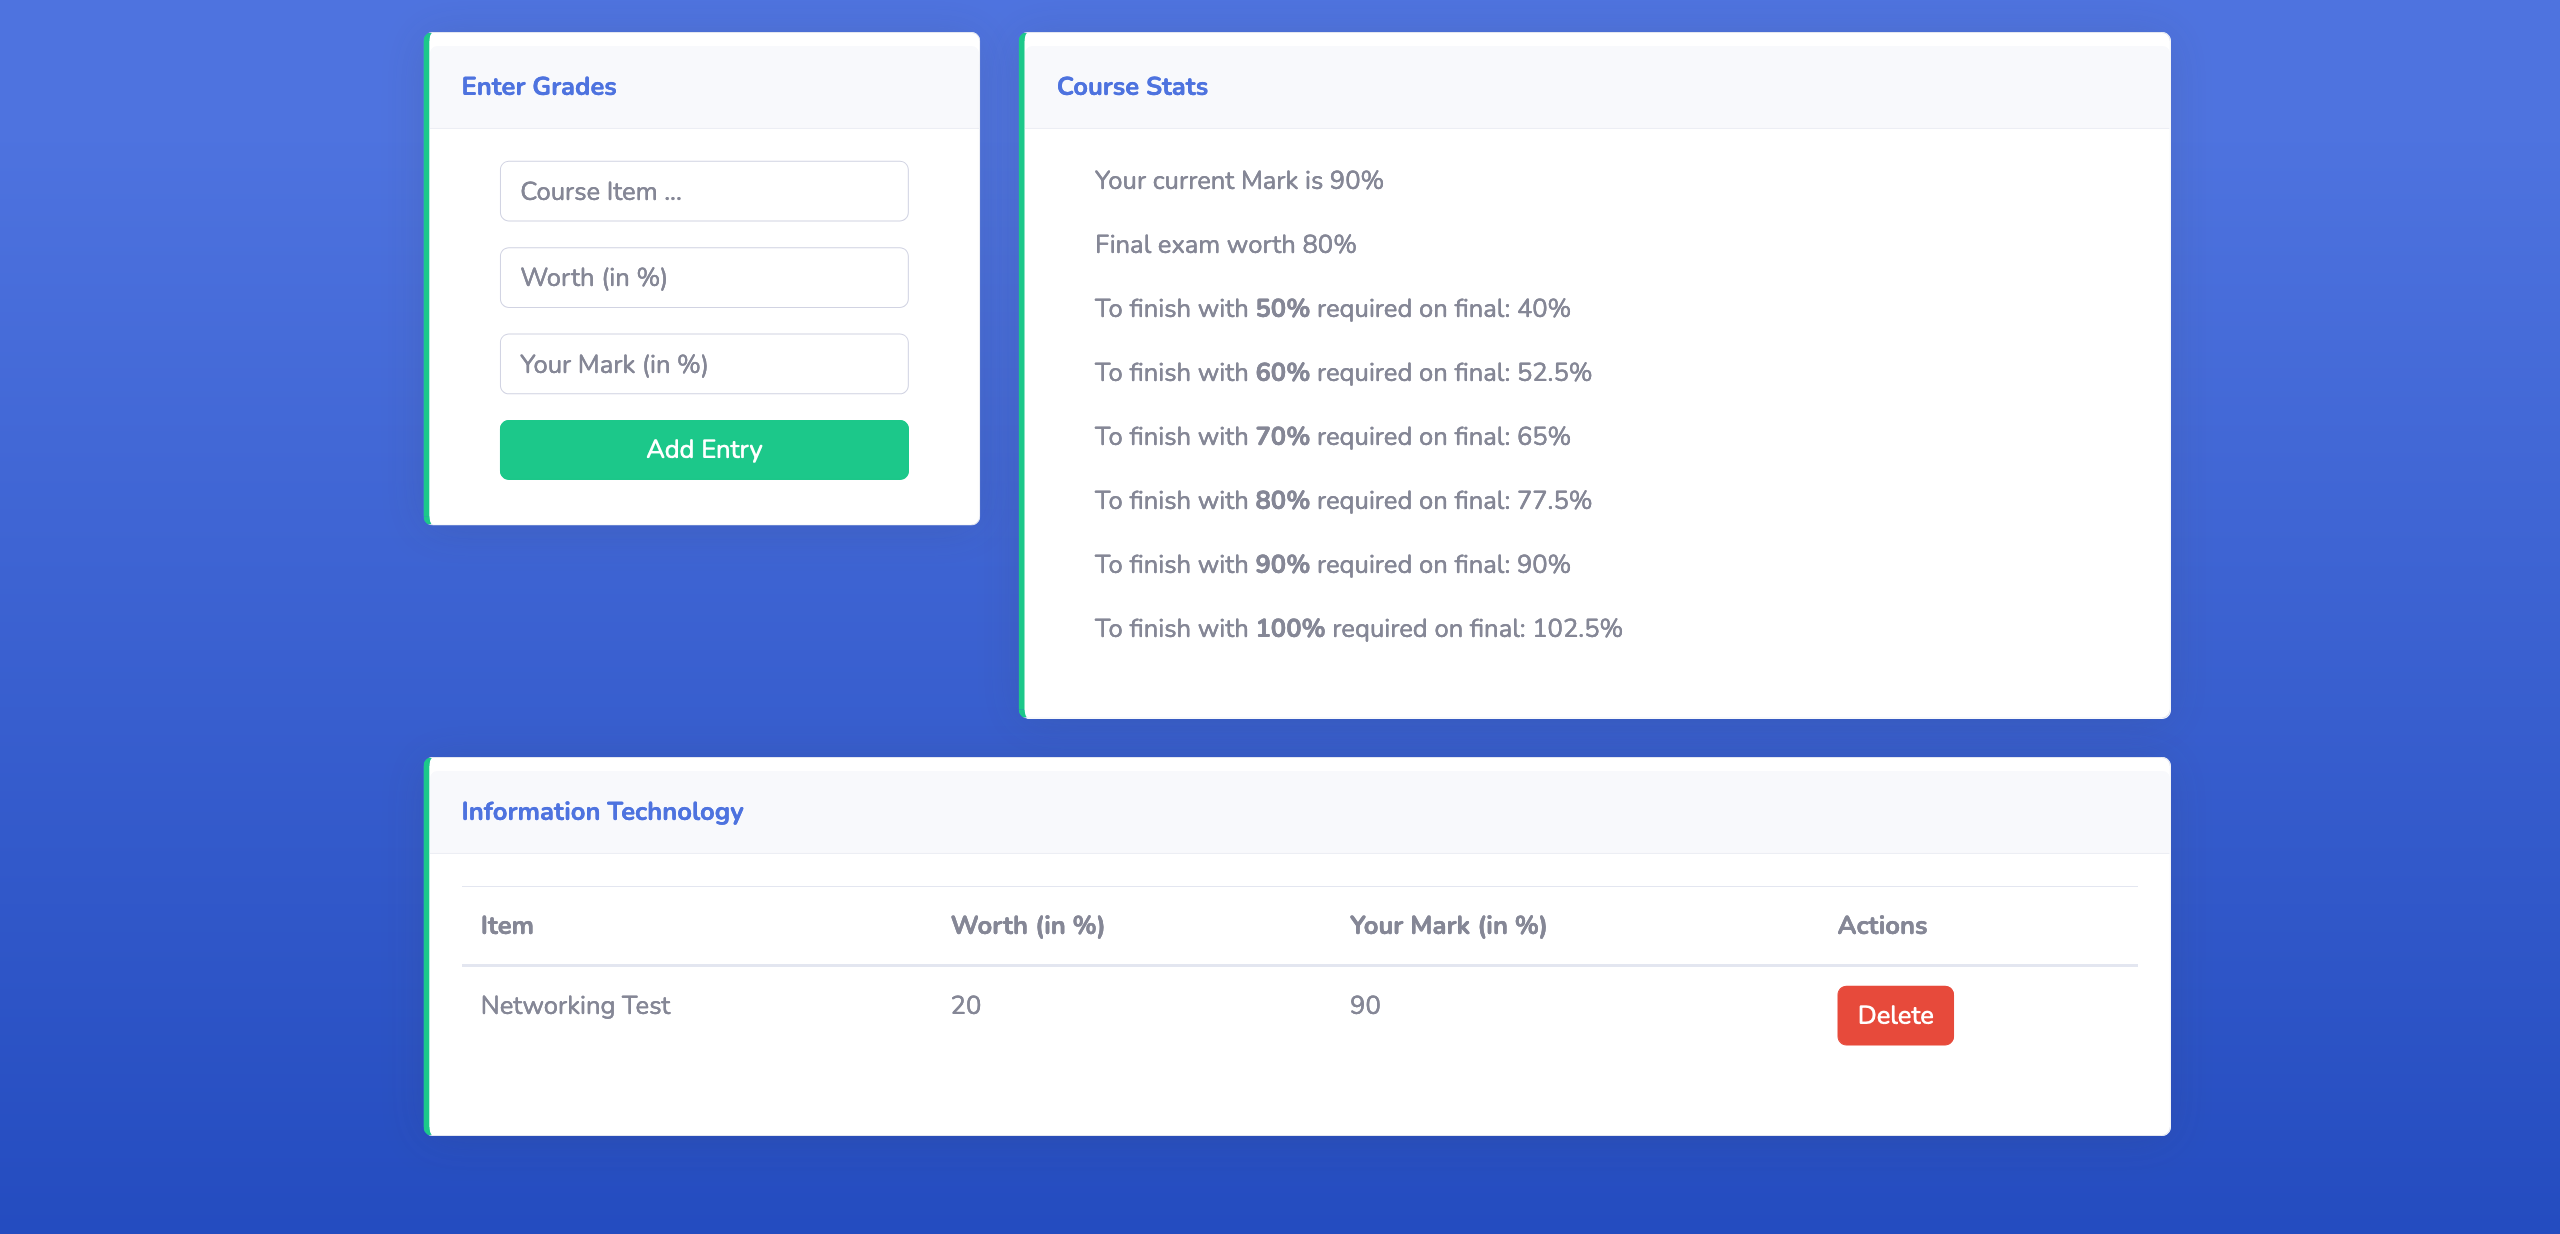 Enter Grades
Course Item ...
Worth (in %)
Your Mark (in %)
Add Entry
Course Stats
Your current Mark is 90%
Final exam worth 80%
To finish with 50% required on final: 40%
To finish with 60% required on final: 52.5%
To finish with 70% required on final: 65%
To finish with 80% required on final: 77.5%
To finish with 90% required on final: 90%
To finish with 100% required on final: 102.5%
Information Technology
Item Worth (in %) Your Mark (in %) Actions
Networking Test 20 90 Delete